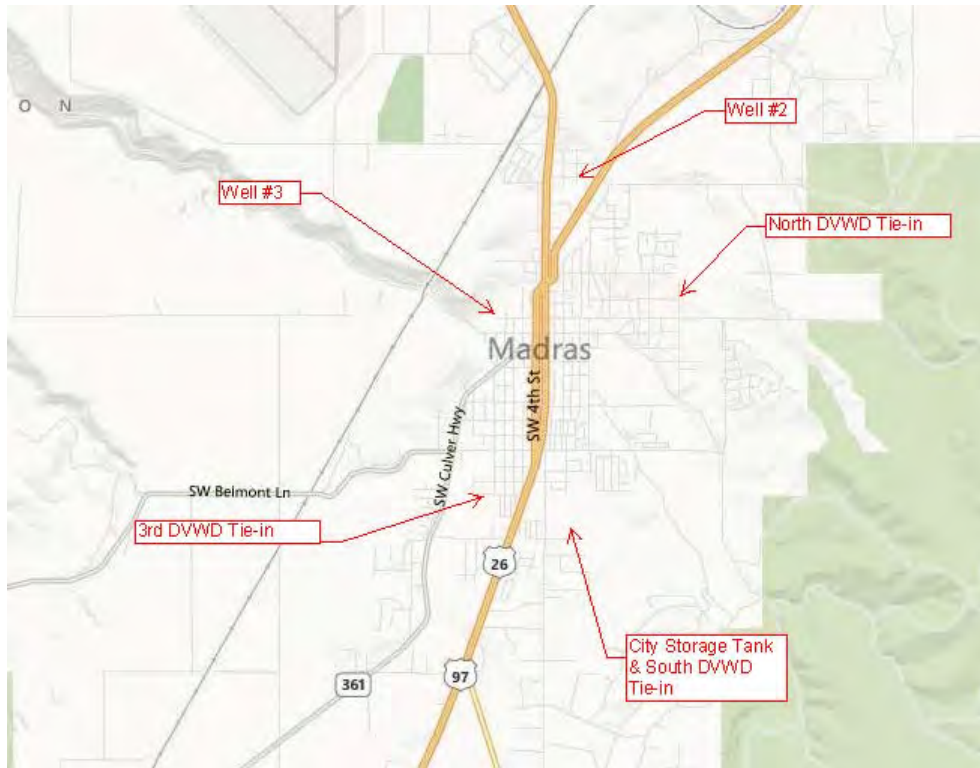 O N
Well #2
Well #3
North DVWD Tie-in
Madras
SW 4th St
SW Culver Hwy
SW Belmont Ln
3rd DVWD Tie-in
26
City Storage Tank
& South DVWD
Tie-in
97
361